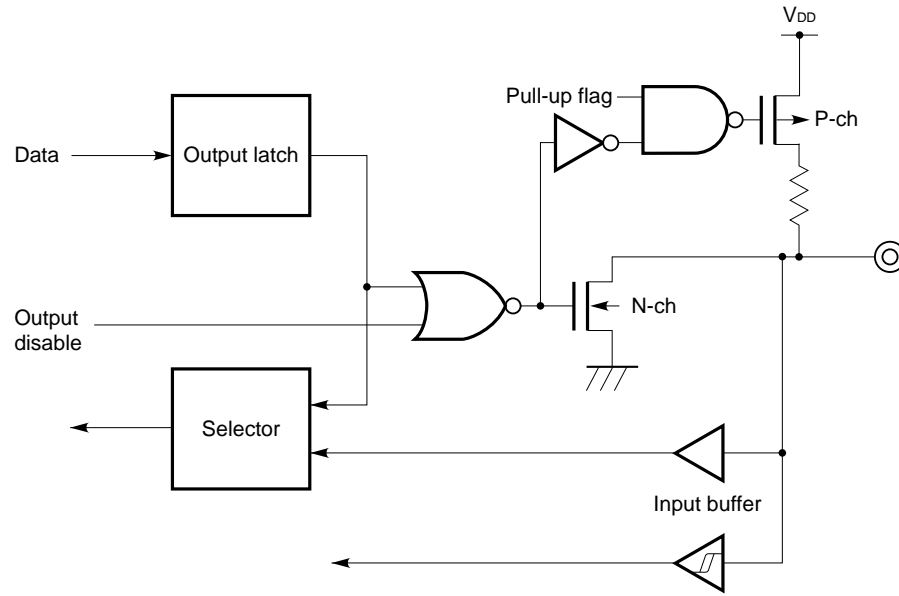 VDD
Pull-up flag
P-ch
Data
Output latch
Output
disable
N-ch
Selector
Input buffer